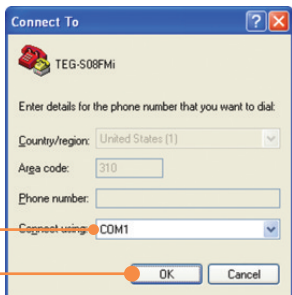 Connect To
TEG-S08FMi
Enter details for the phone number that you want to dial:
Country/region: United States (1)
Area code: 310
Phone number:
Connect using: COM1
OK Cancel